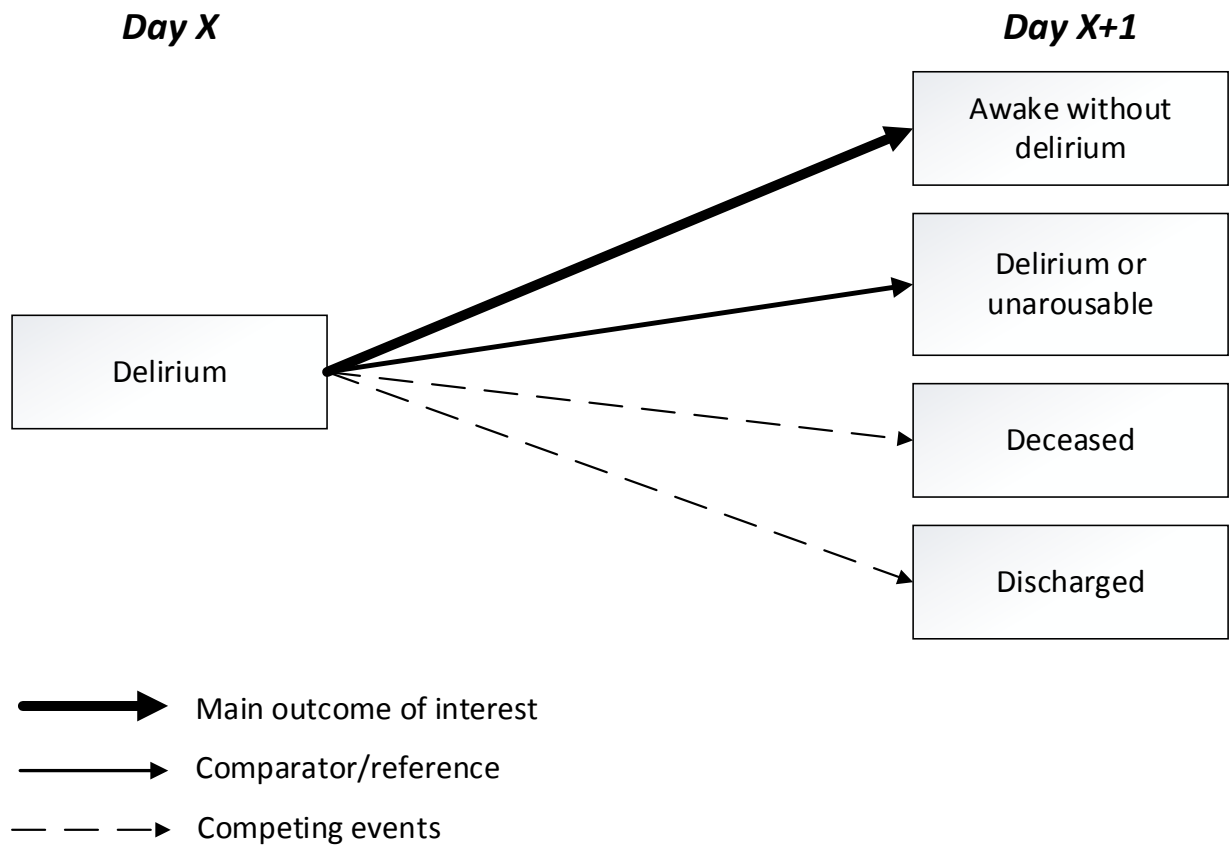 Day X
Day X+1
Awake without
delirium
Delirium or
unarousable
Delirium
Deceased
Discharged
Main outcome of interest
Comparator/reference
Competing events